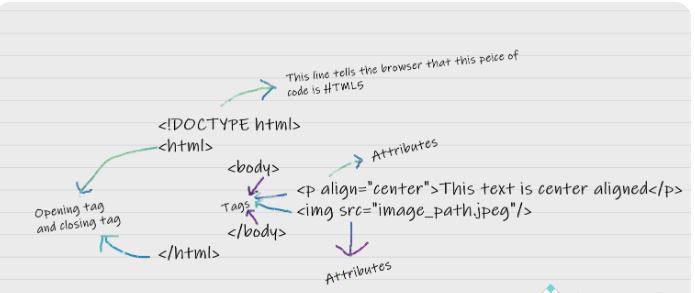 This line tells the browser that this peice of
code is HTML5
<!DOCTYPE html>
<html>
Attributes
<body>
<p align="center">This text is center aligned</p>
Tags
<img src="image_path.jpeg"/>
Opening tag
and closing tag
</body>
</html>
Attributes